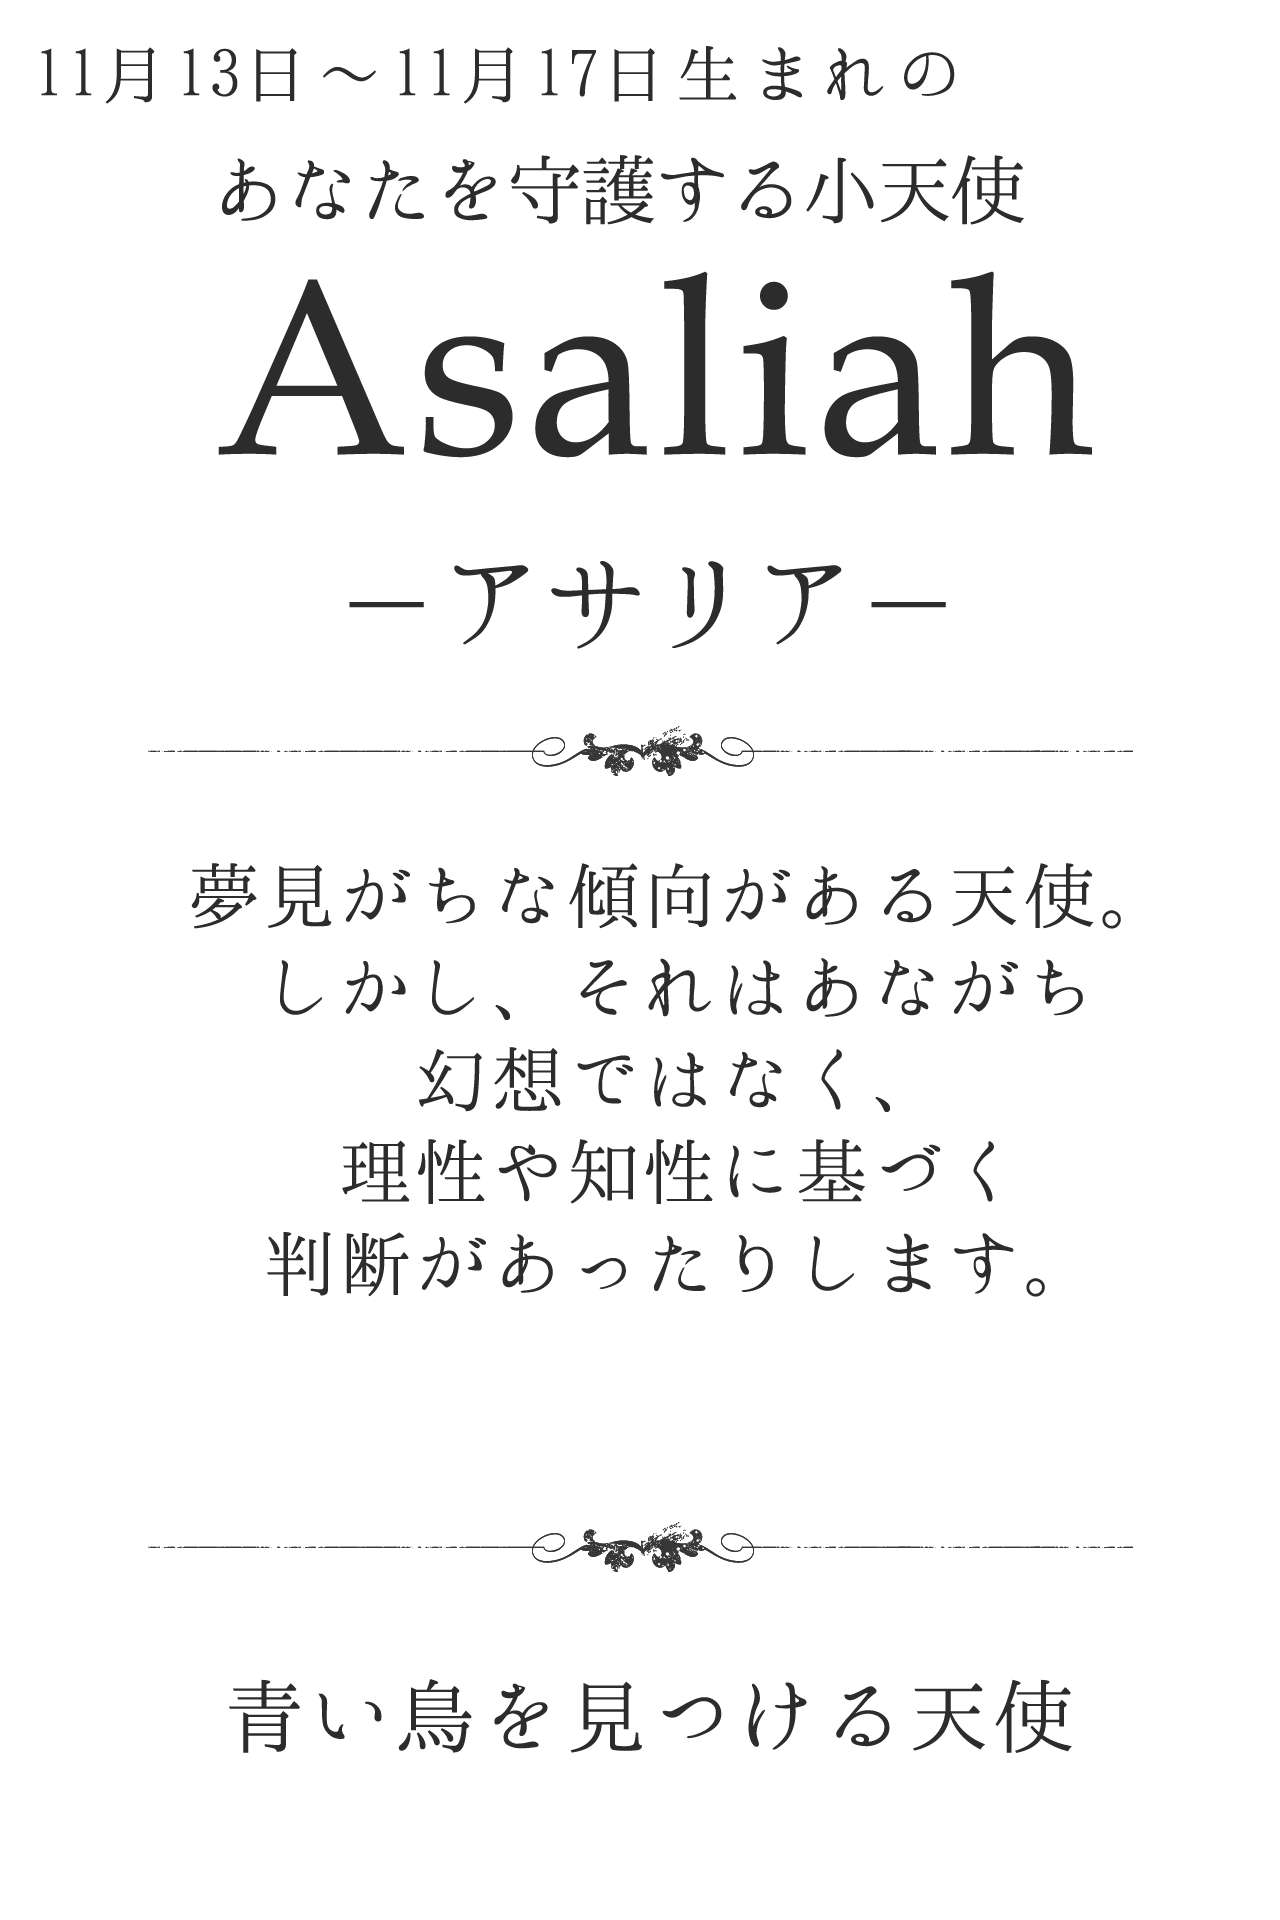 11月13日〜11月17日生まれの
あなたを守護する小天使
Asaliah
－アサリア－
夢見がちな傾向がある天使。
しかし、それはあながち
幻想ではなく、
理性や知性に基づく
判断があったりします。
青い鳥を見つける天使